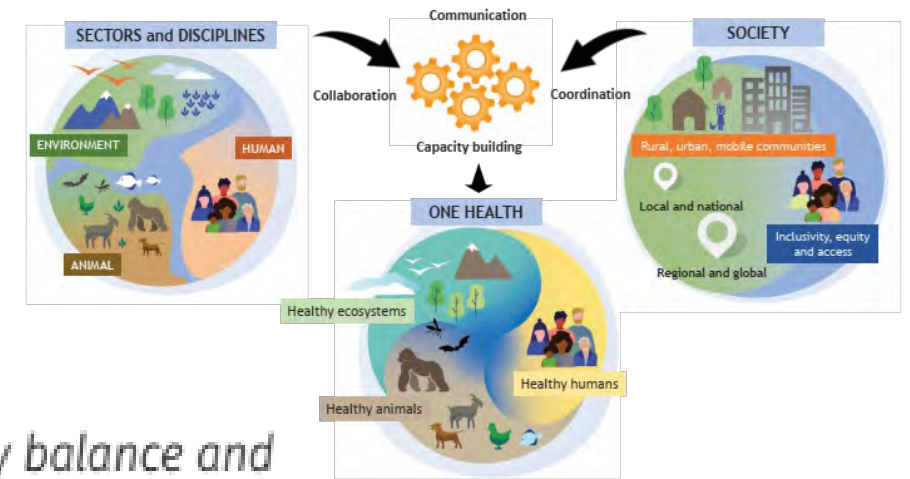 SECTORS and DISCIPLINES
ENVIRONMENT
HUMAN
ANIMAL
Communication
Collaboration
Coordination
Capacity building
SOCIETY
Rural, urban, mobile communities
Local and national
Inclusivity, equity
and access
Regional and global
ONE HEALTH
Healthy ecosystems
Healthy humans
Healthy animals
balance and